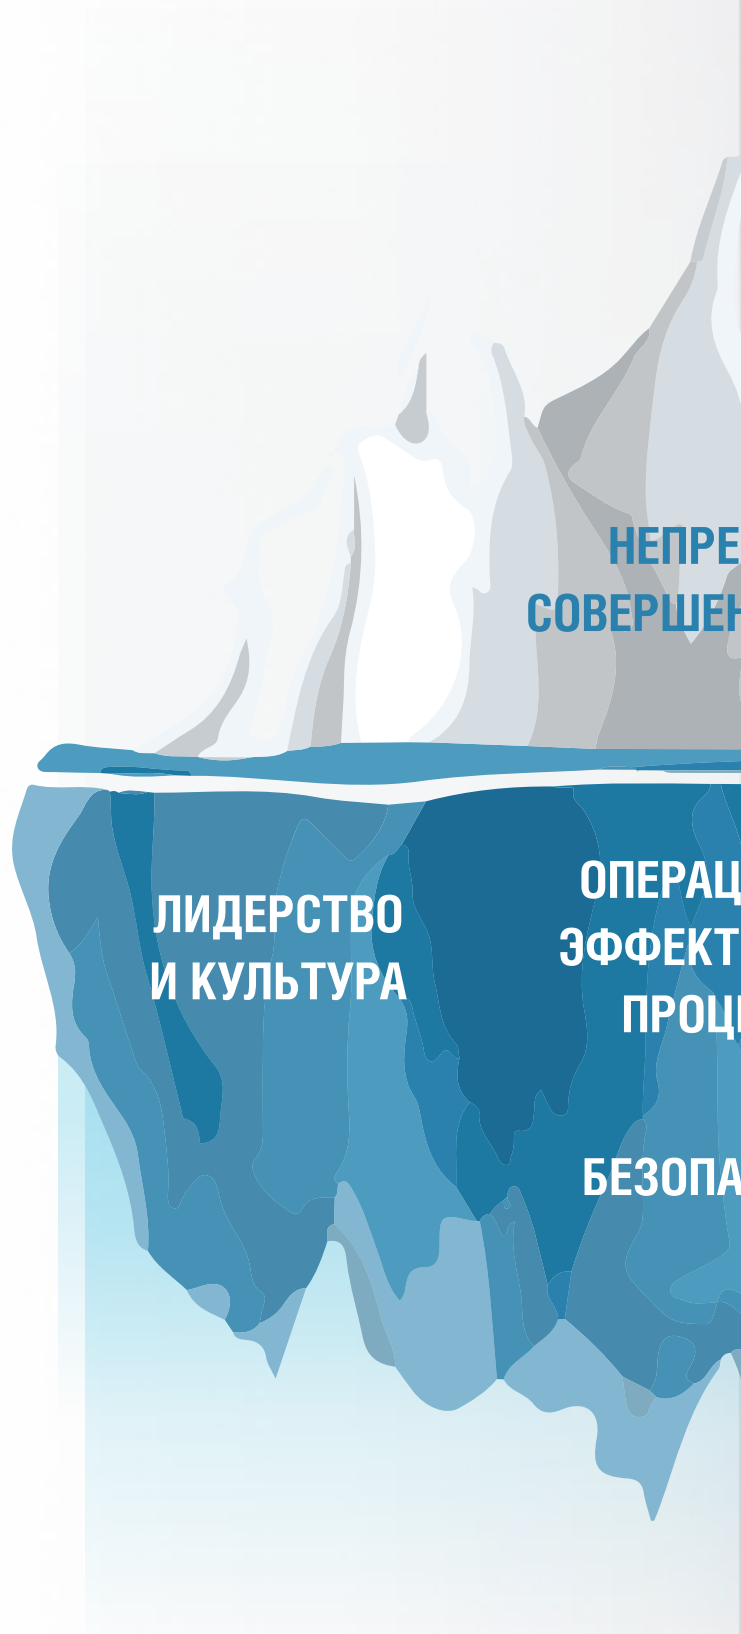 НЕПРЕ
СОВЕРШЕН
ЛИДЕРСТВО
И КУЛЬТУРА
ОПЕРАЦ
ЭФФЕКТ
ПРОЦ
БЕЗОПА